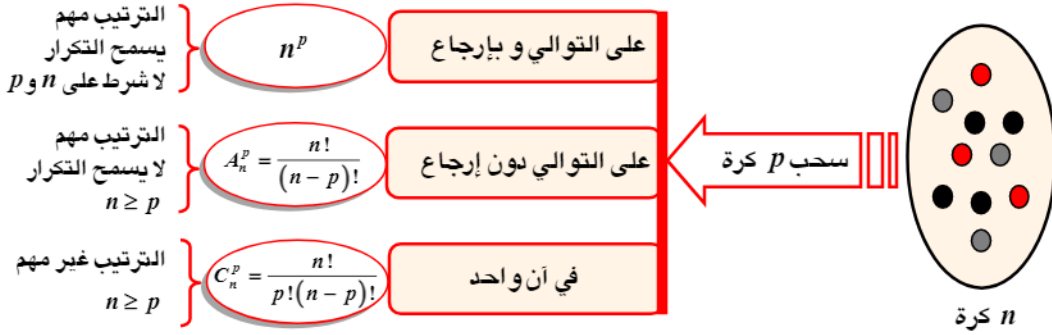 n كرة
سحب p كرة
على التوالي و بإرجاع
n^p
الترتيب مهم
يسمح التكرار
لا شرط على n و p
على التوالي دون إرجاع
A_n^p = n! / (n − p)!
الترتيب مهم
لا يسمح التكرار
n ≥ p
في آن واحد
C_n^p = n! / p!(n − p)!
الترتيب غير مهم
n ≥ p